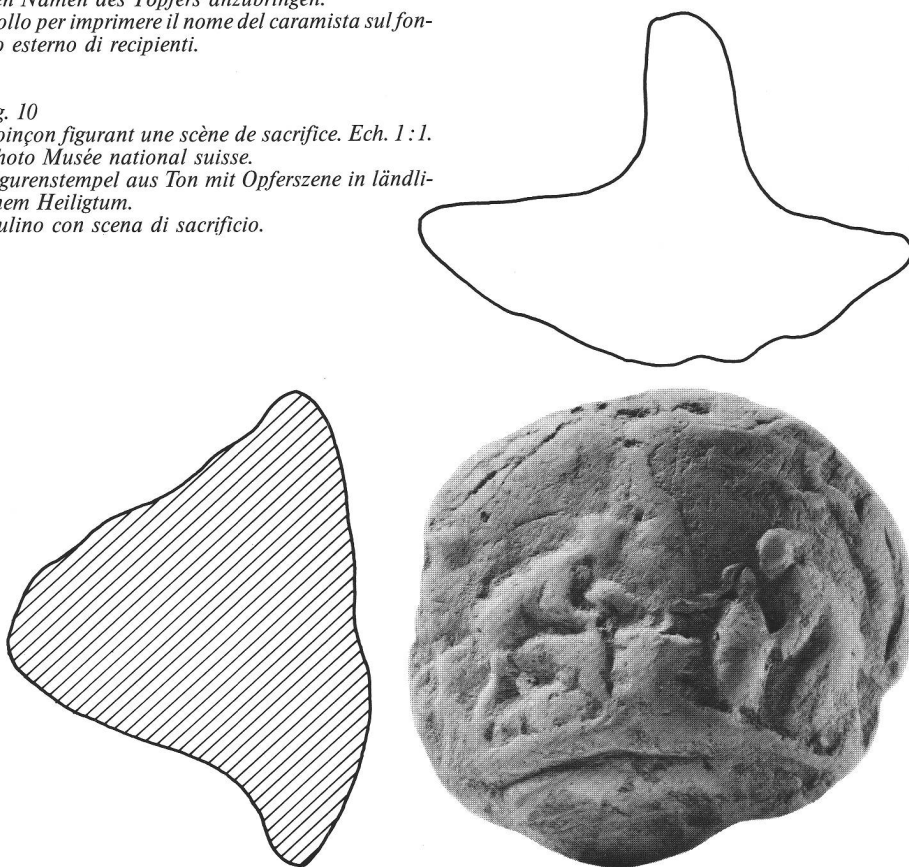 en Namen des Töpfers anzubringen.
ollo per imprimere il nome del caramista sul fon-
o esterno di recipienti.
g. 10
oinçon figurant une scène de sacrifice. Ech. 1:1.
hoto Musée national suisse.
gurenstempel aus Ton mit Opferszene in ländli-
hem Heiligtum.
ulino con scena di sacrificio.